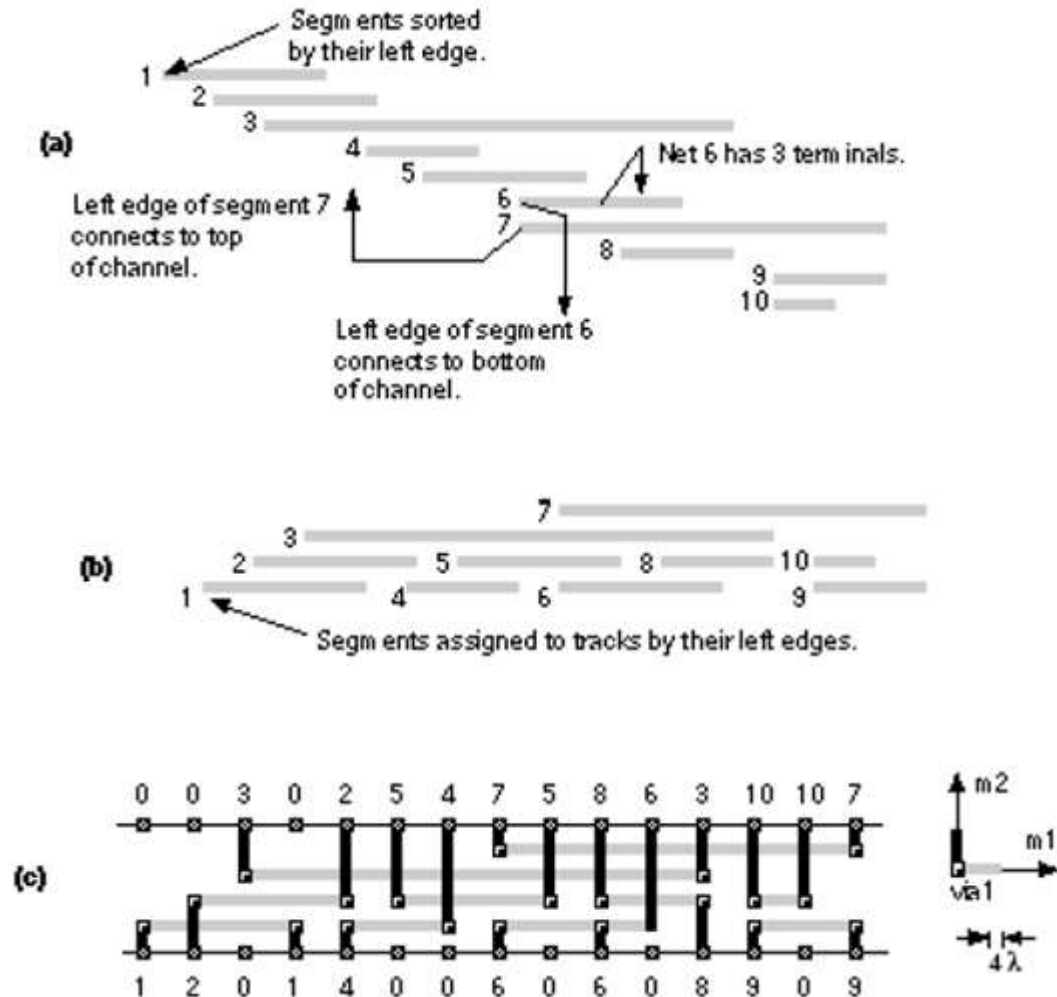 Segments sorted
by their left edge.
1
2
3
(a)
4
Net 6 has 3 terminals.
5
6
Left edge of segment 7
connects to top
of channel.
7
8
9
10
Left edge of segment 6
connects to bottom
of channel.
7
3
(b)
2 5 8 10
1 4 6 9
Segments assigned to tracks by their left edges.
0 0 3 0 2 5 4 7 5 8 6 3 10 10 7
m2
m1
(c)
via1
4 λ
1 2 0 1 4 0 0 6 0 6 0 8 9 0 9